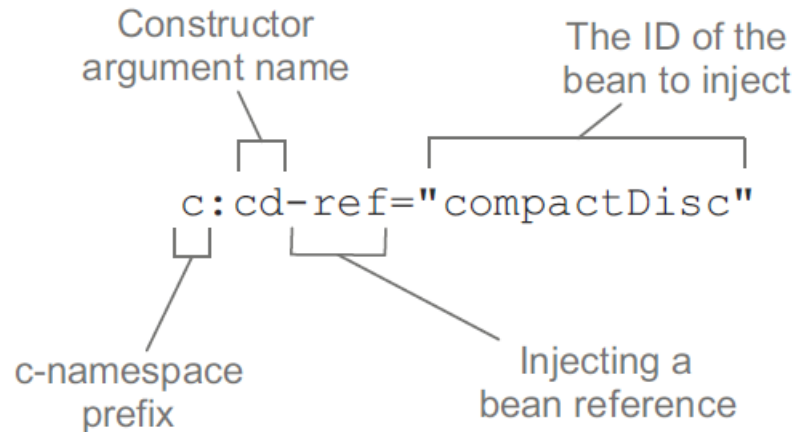 Constructor
argument name
The ID of the
bean to inject
c:cd-ref="compactDisc"
c-namespace
prefix
Injecting a
bean reference